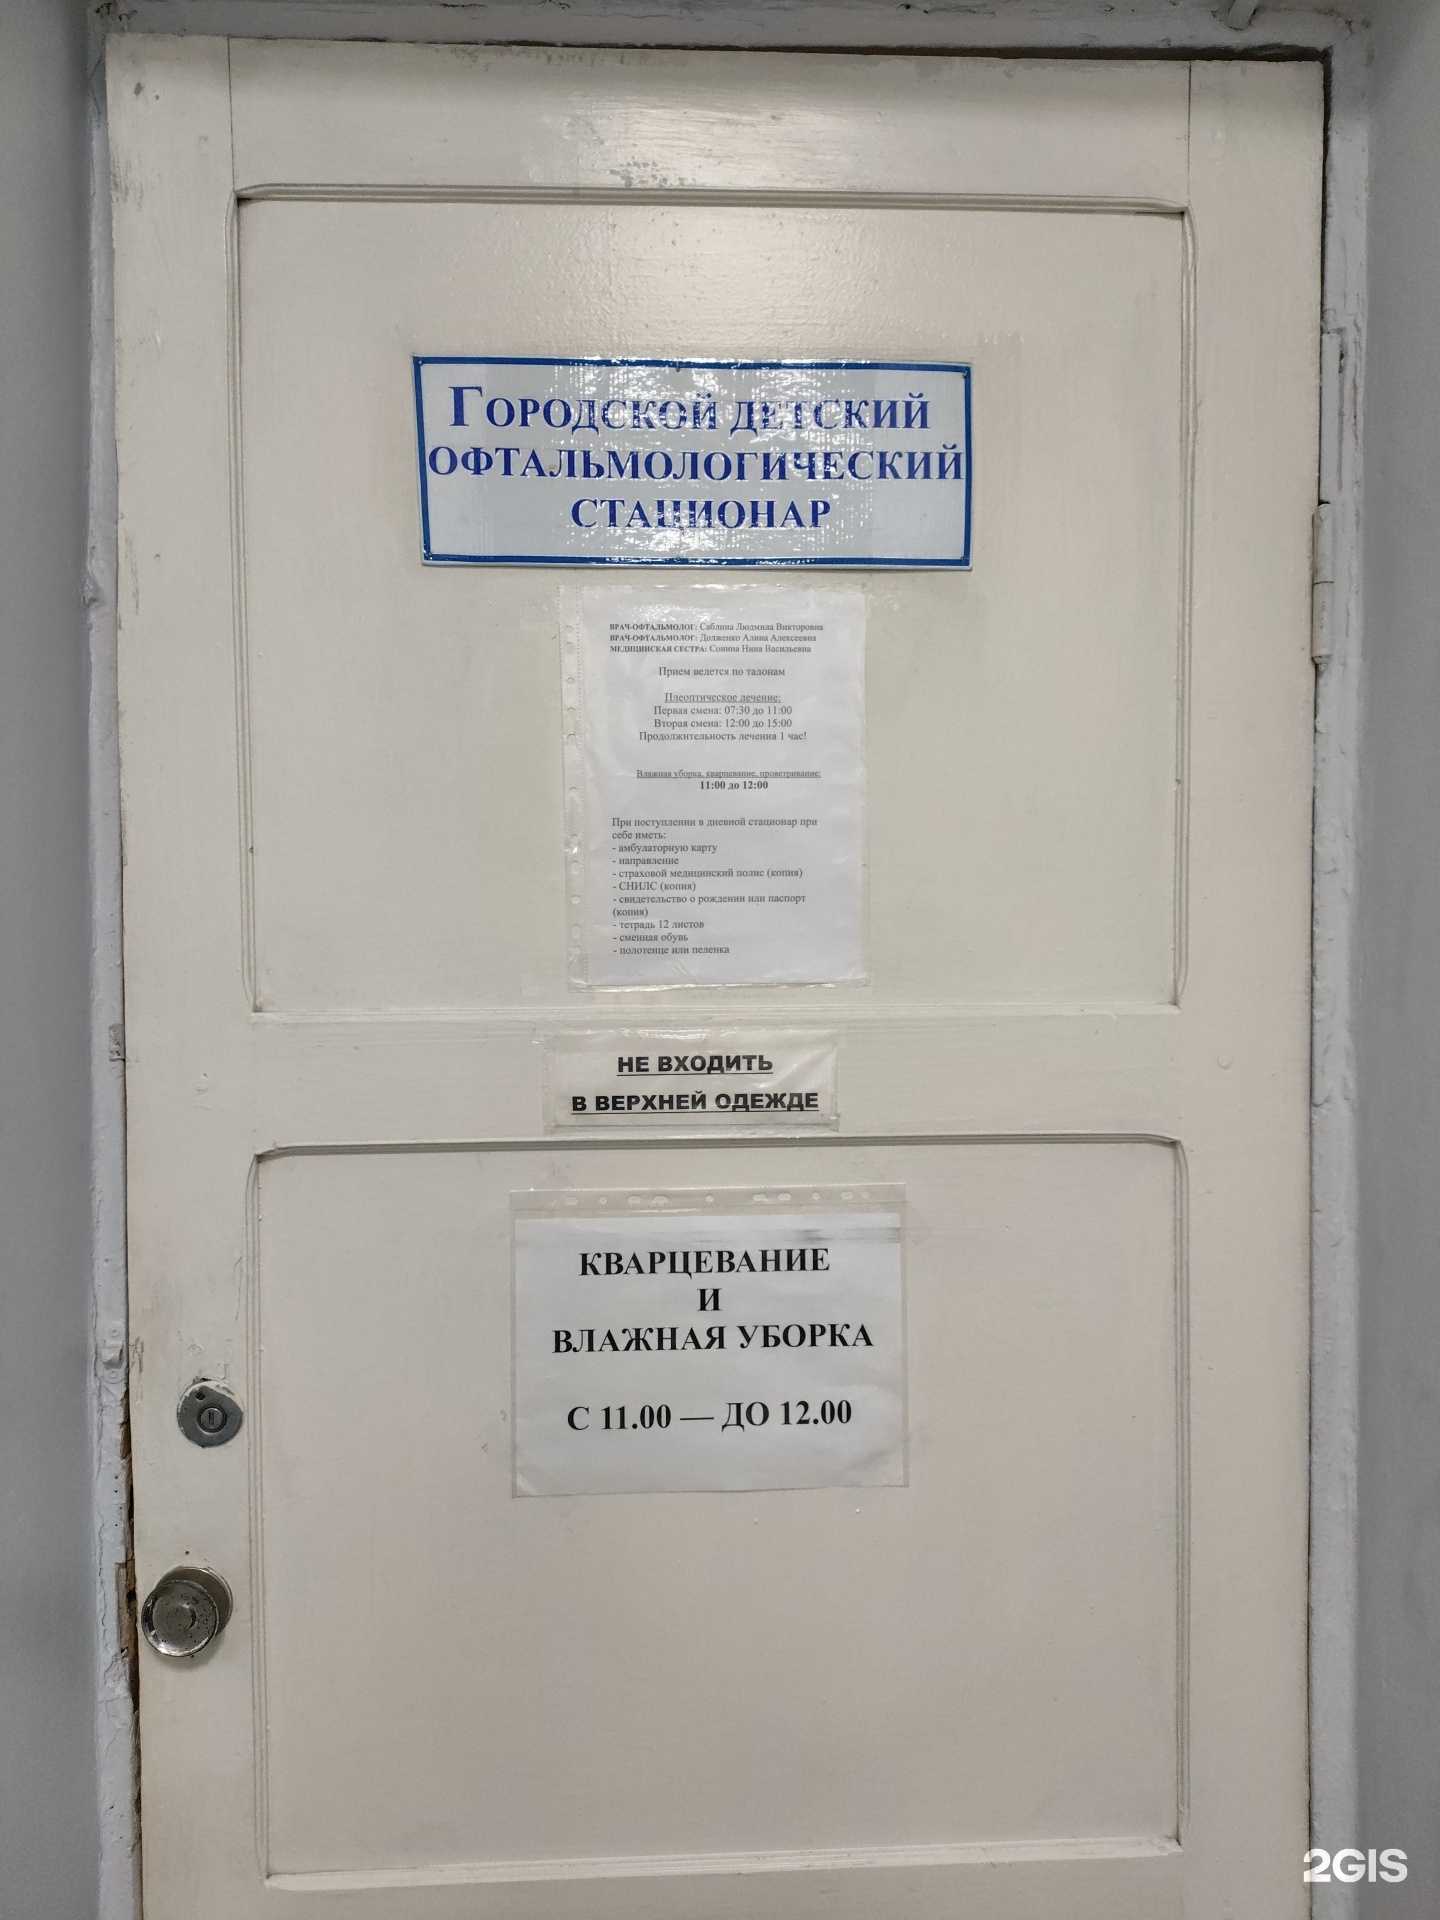 Городской детский
офтальмологический
стационар
ВРАЧ-ОФТАЛЬМОЛОГ: Саблина Людмила Викторовна
ВРАЧ-ОФТАЛЬМОЛОГ: Долженко Алина Алексеевна
МЕДИЦИНСКАЯ СЕСТРА: Сонина Нина Васильевна
Прием ведется по талонам
Плеоптическое лечение:
Первая смена: 07:30 до 11:00
Вторая смена: 12:00 до 15:00
Продолжительность лечения 1 час!
Влажная уборка, кварцевание, проветривание:
11:00 до 12:00
При поступлении в дневной стационар при
себе иметь:
- амбулаторную карту
- направление
- страховой медицинский полис (копия)
- СНИЛС (копия)
- свидетельство о рождении или паспорт
(копия)
- тетрадь 12 листов
- сменная обувь
- полотенце или пеленка
НЕ ВХОДИТЬ
В ВЕРХНЕЙ ОДЕЖДЕ
КВАРЦЕВАНИЕ
И
ВЛАЖНАЯ УБОРКА
С 11.00 — ДО 12.00
2GIS